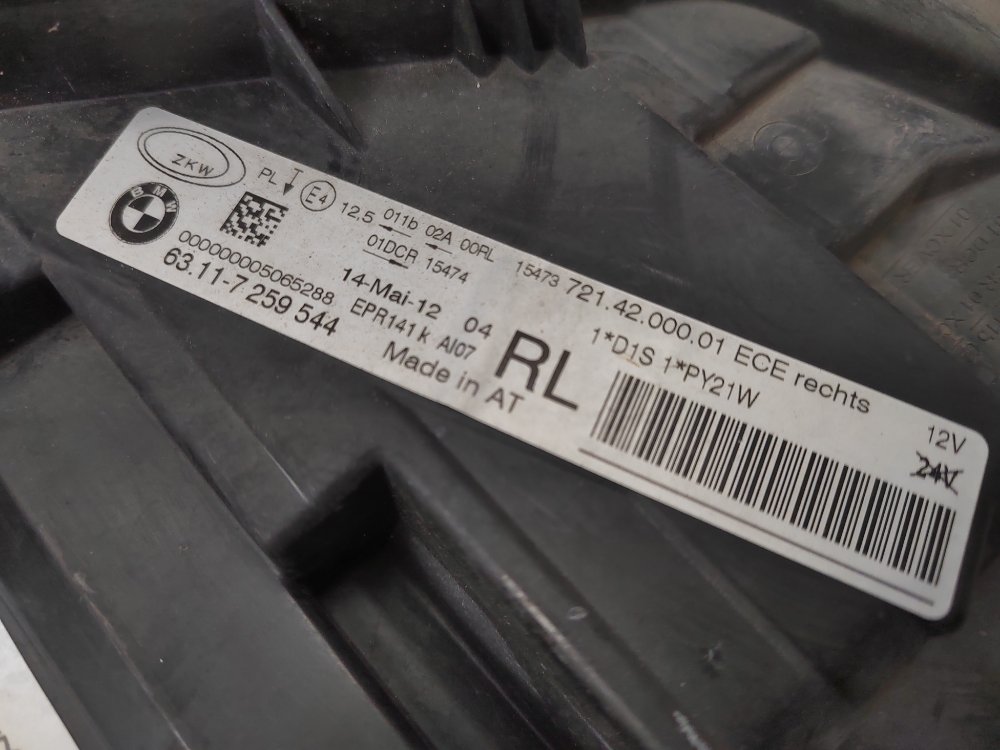 ZKW
BMW
PL T E4 12,5 011b 02A 00RL 15473 721.42.000.01 ECE rechts
01DCR 15474
000000005065288 14-Mai-12 04
1*D1S 1*PY21W
12V
63.11-7 259 544 EPR141k AI07 RL
24V
Made in AT